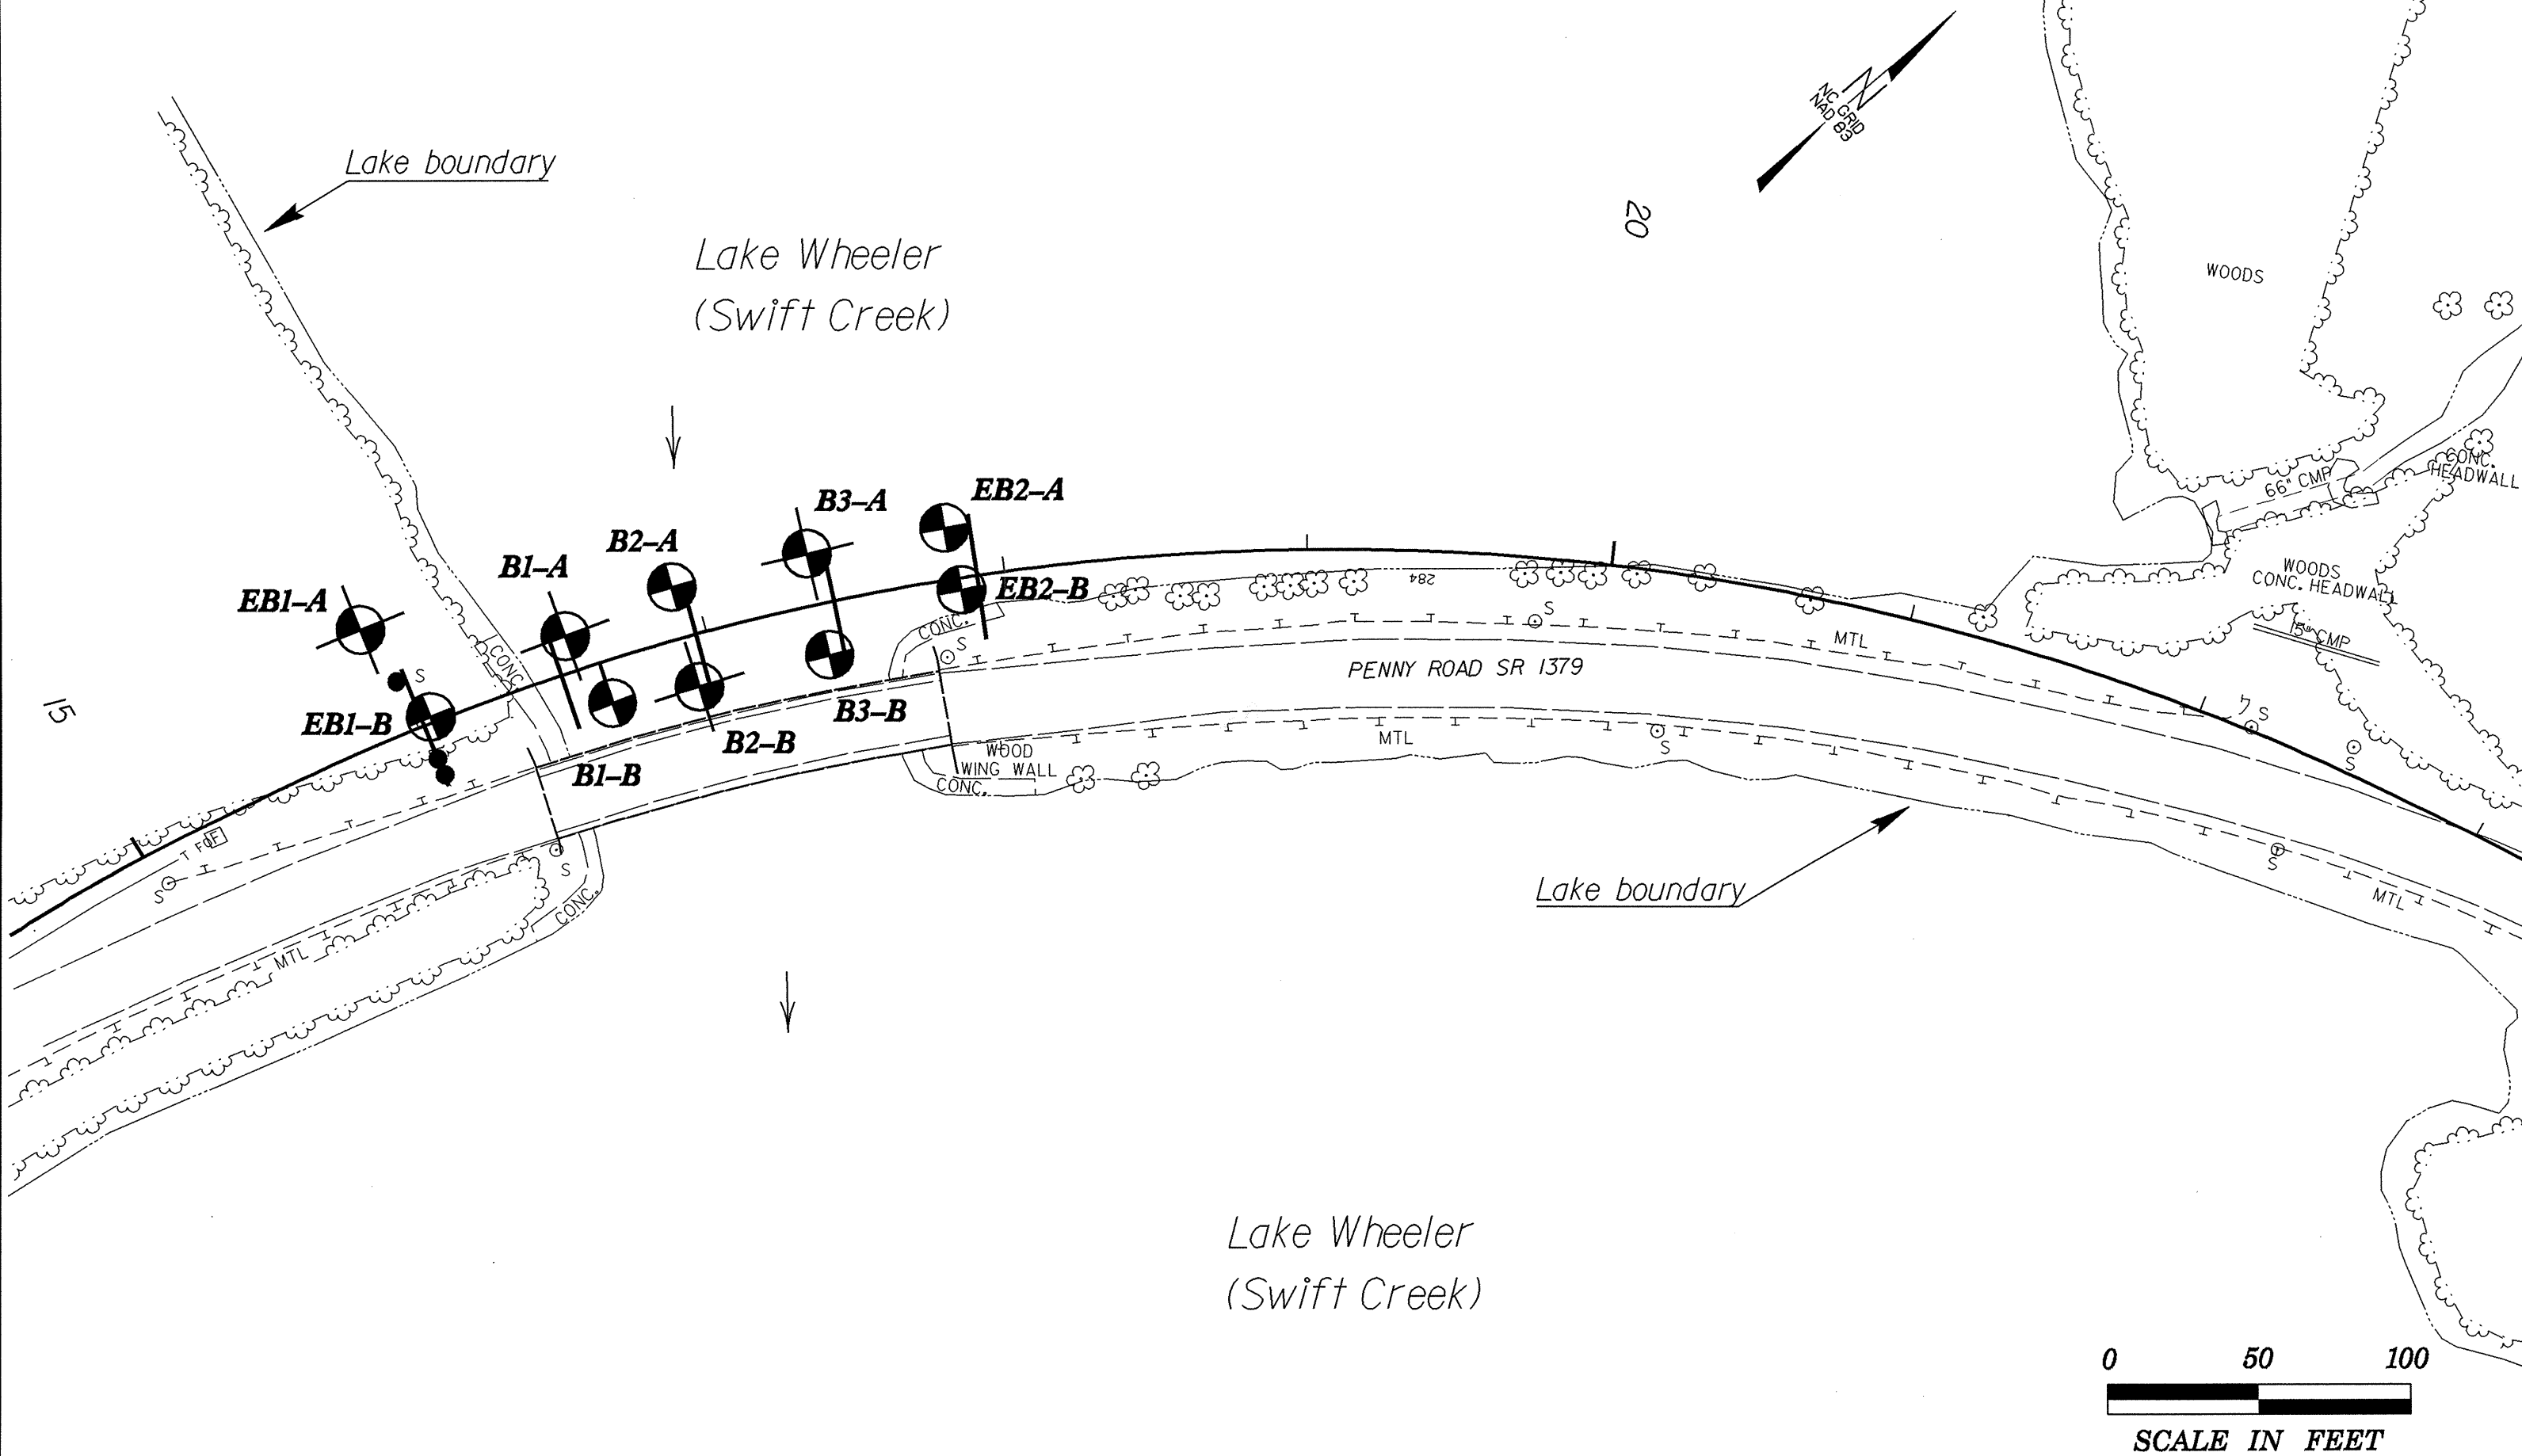 Lake boundary
NC GRID
NAD 83
N
20
Lake Wheeler
(Swift Creek)
WOODS
CONC.
HEADWALL
66" CMP
EB2-A
B3-A
B2-A
B1-A
EB1-A
EB2-B
284
WOODS
CONC. HEADWALL
15" CMP
CONC.
CONC.
S
S
S
MTL
PENNY ROAD SR 1379
15
EB1-B
B3-B
B2-B
B1-B
S
S
S
MTL
WOOD
WING WALL
CONC.
S
T
S
CONC.
MTL
Lake boundary
S
MTL
Lake Wheeler
(Swift Creek)
0 50 100
SCALE IN FEET